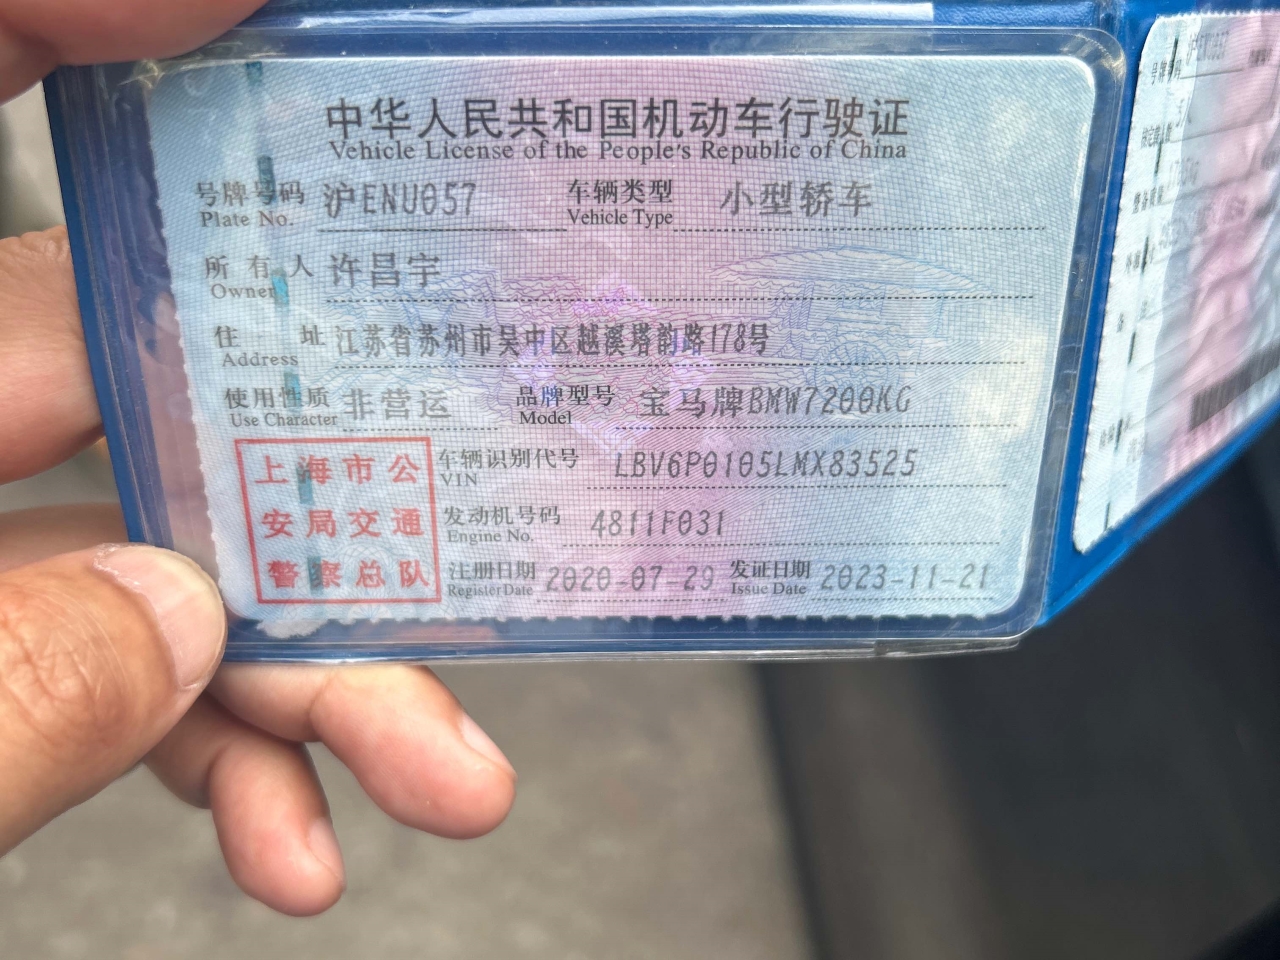 中华人民共和国机动车行驶证
Vehicle License of the People's Republic of China
号牌号码 沪ENU057 车辆类型 小型轿车
Plate No. Vehicle Type
所有人 许昌宇
Owner
住址 江苏省苏州市吴中区越溪塔韵路178号
Address
使用性质 非营运 品牌型号 宝马牌BMW7200KG
Use Character Model
上海市公
安局交通
警察总队
车辆识别代号 LBV6P0105LMX83525
VIN
发动机号码 4811F031
Engine No.
注册日期 2020-07-29 发证日期 2023-11-21
Register Date Issue Date